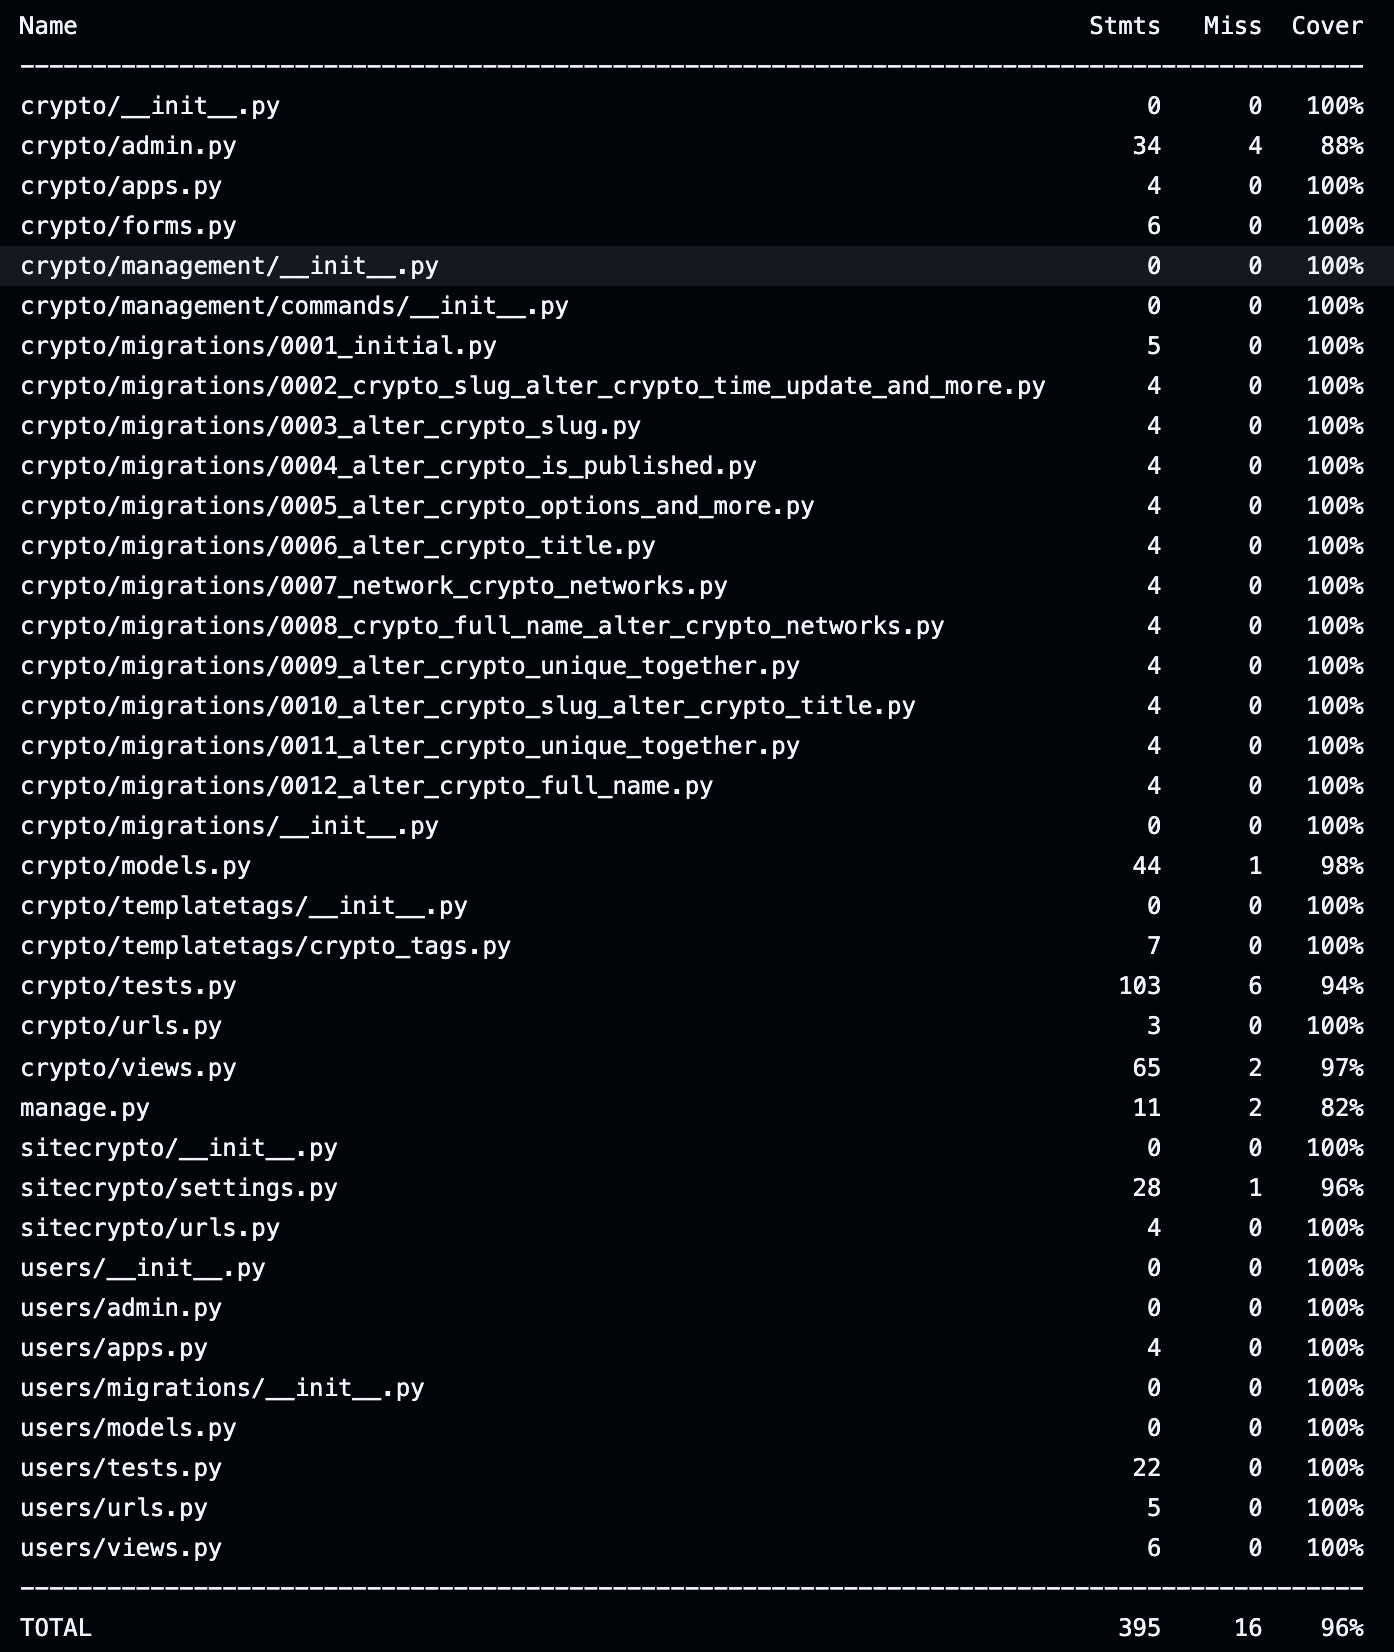 Name Stmts Miss Cover
---------------------------------------------------------------------------------------------
crypto/__init__.py 0 0 100%
crypto/admin.py 34 4 88%
crypto/apps.py 4 0 100%
crypto/forms.py 6 0 100%
crypto/management/__init__.py 0 0 100%
crypto/management/commands/__init__.py 0 0 100%
crypto/migrations/0001_initial.py 5 0 100%
crypto/migrations/0002_crypto_slug_alter_crypto_time_update_and_more.py 4 0 100%
crypto/migrations/0003_alter_crypto_slug.py 4 0 100%
crypto/migrations/0004_alter_crypto_is_published.py 4 0 100%
crypto/migrations/0005_alter_crypto_options_and_more.py 4 0 100%
crypto/migrations/0006_alter_crypto_title.py 4 0 100%
crypto/migrations/0007_network_crypto_networks.py 4 0 100%
crypto/migrations/0008_crypto_full_name_alter_crypto_networks.py 4 0 100%
crypto/migrations/0009_alter_crypto_unique_together.py 4 0 100%
crypto/migrations/0010_alter_crypto_slug_alter_crypto_title.py 4 0 100%
crypto/migrations/0011_alter_crypto_unique_together.py 4 0 100%
crypto/migrations/0012_alter_crypto_full_name.py 4 0 100%
crypto/migrations/__init__.py 0 0 100%
crypto/models.py 44 1 98%
crypto/templatetags/__init__.py 0 0 100%
crypto/templatetags/crypto_tags.py 7 0 100%
crypto/tests.py 103 6 94%
crypto/urls.py 3 0 100%
crypto/views.py 65 2 97%
manage.py 11 2 82%
sitecrypto/__init__.py 0 0 100%
sitecrypto/settings.py 28 1 96%
sitecrypto/urls.py 4 0 100%
users/__init__.py 0 0 100%
users/admin.py 0 0 100%
users/apps.py 4 0 100%
users/migrations/__init__.py 0 0 100%
users/models.py 0 0 100%
users/tests.py 22 0 100%
users/urls.py 5 0 100%
users/views.py 6 0 100%
---------------------------------------------------------------------------------------------
TOTAL 395 16 96%